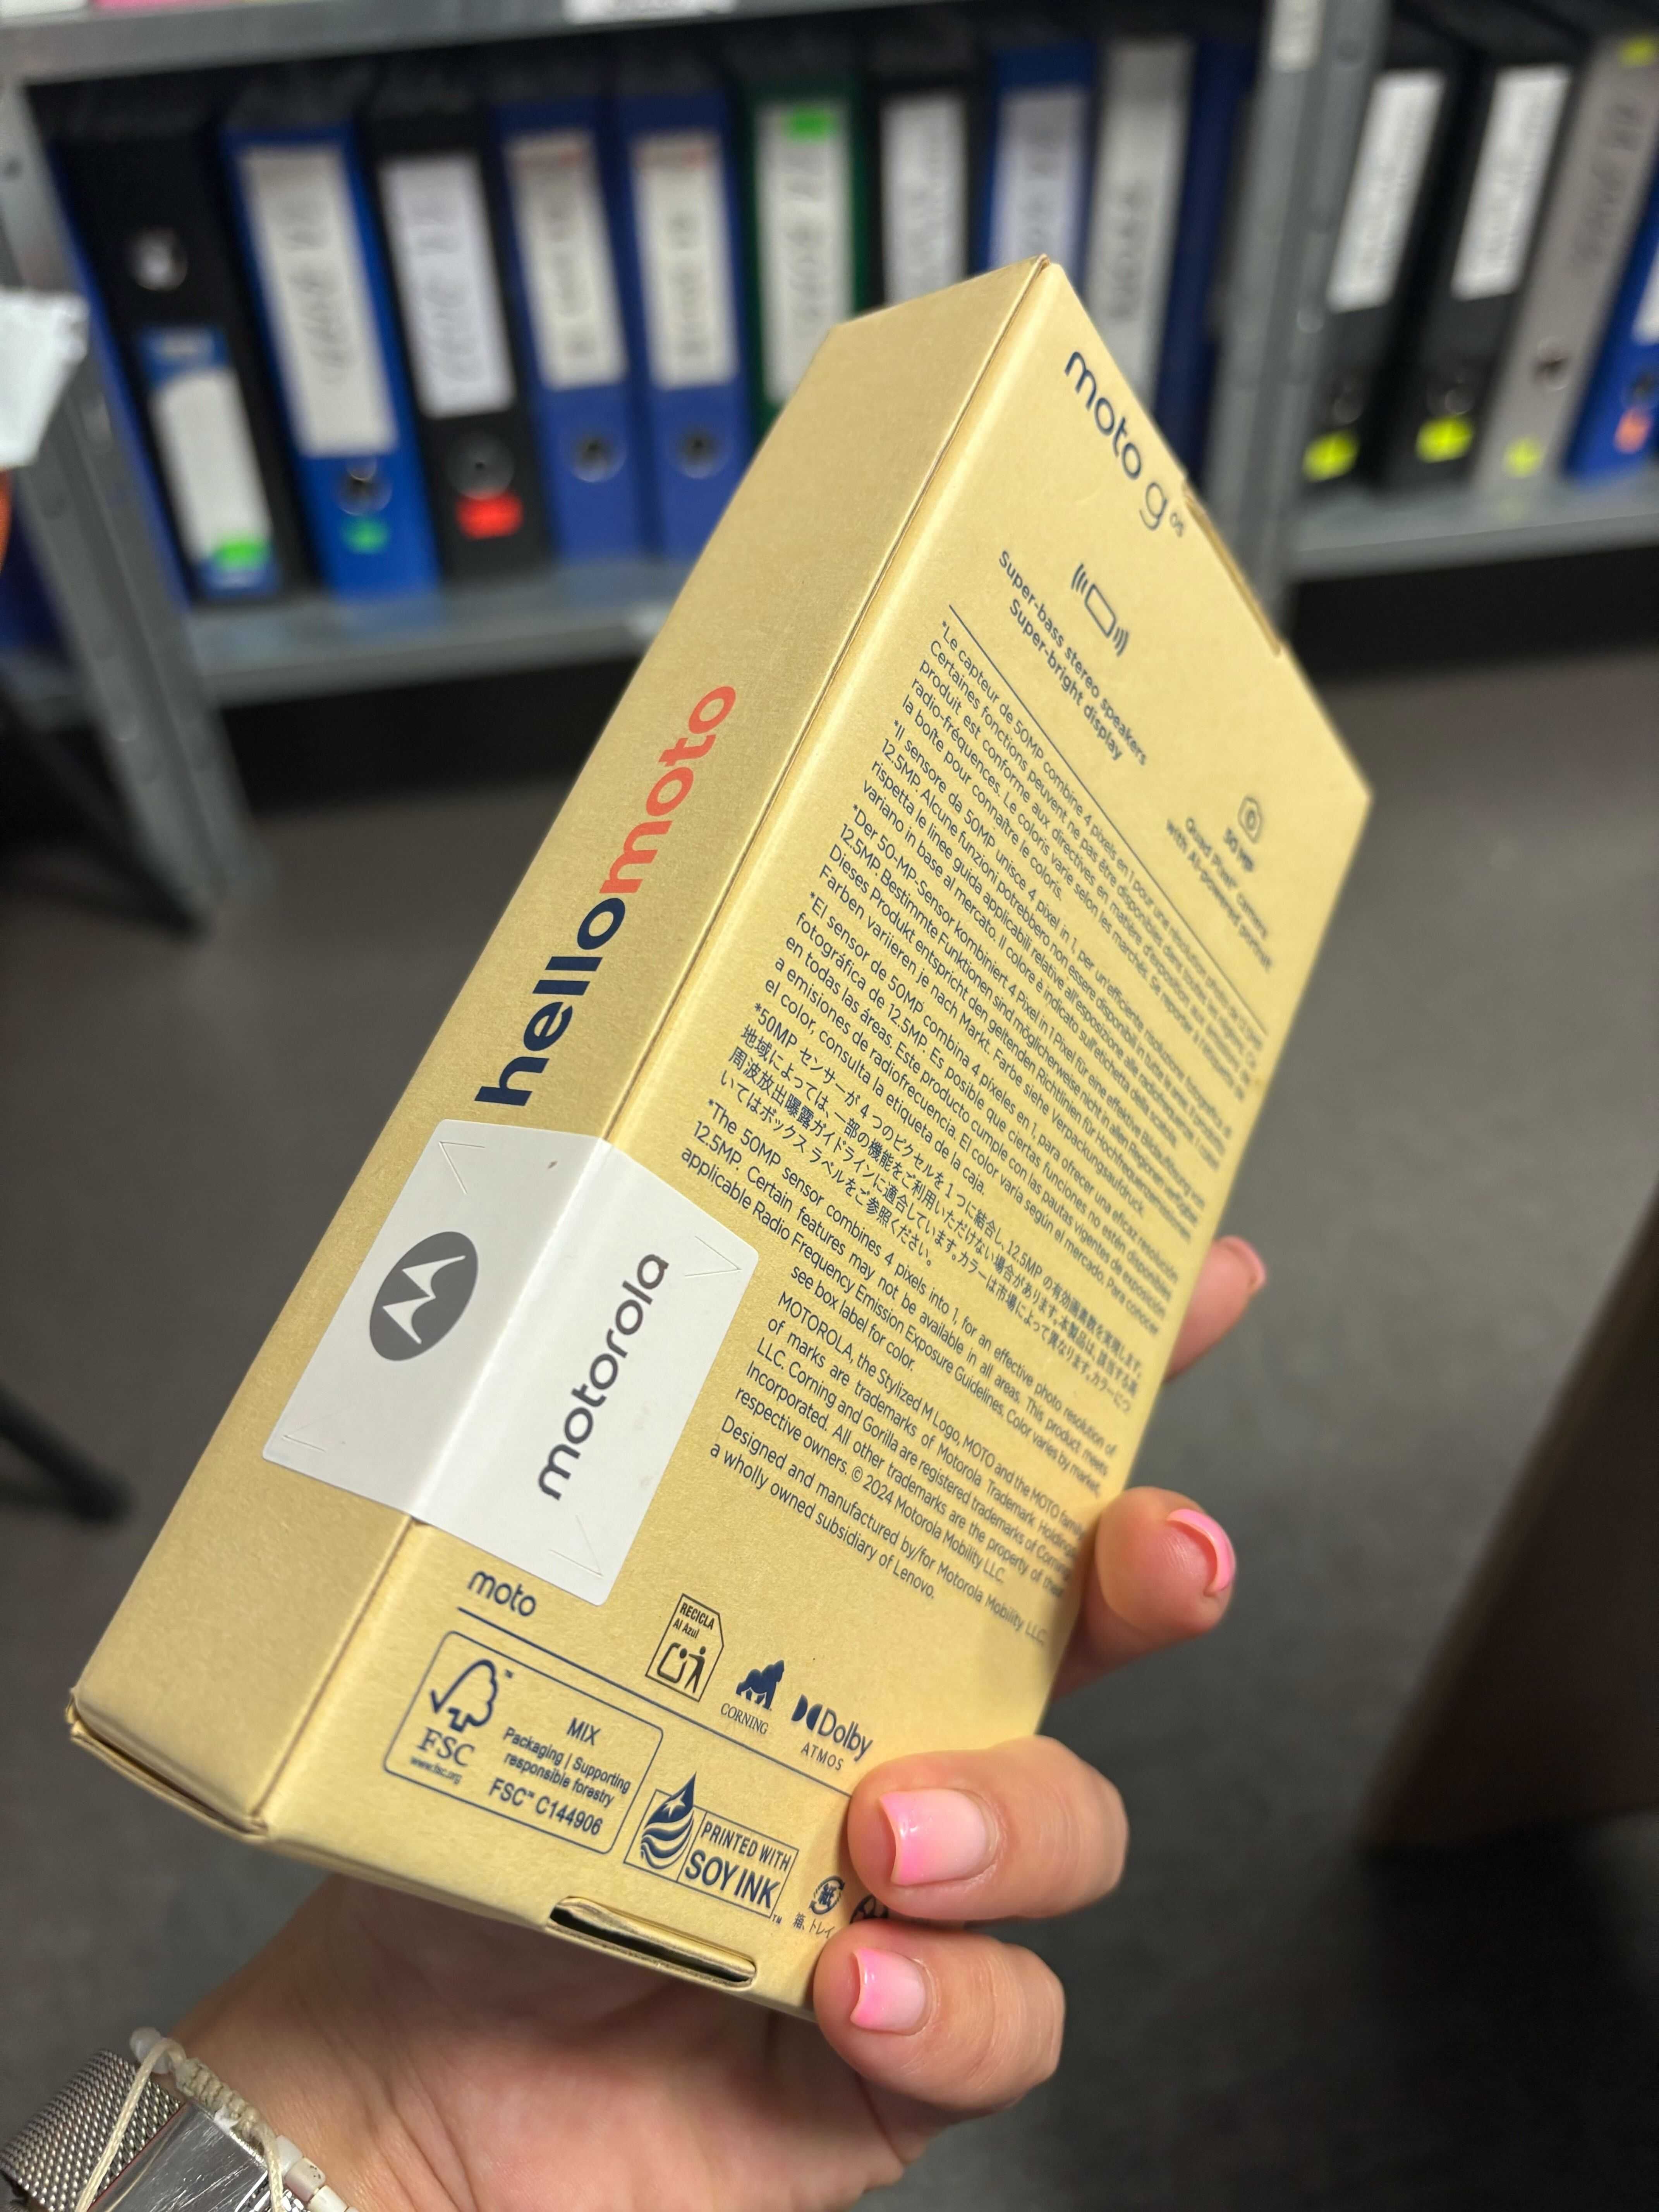 moto g 05
Super-bass stereo speakers
Super-bright display
50 MP
Quad Pixel* camera
with AI-powered portrait
*Le capteur de 50MP combine 4 pixels en 1 pour une résolution photo de
Certaines fonctions peuvent ne pas être disponibles dans toutes les
produit est conforme aux directives en matière d'exposition aux
radio-fréquences. Le coloris varie selon les marchés. Se reporter à l'étiquette de
la boîte pour connaître le coloris.
*Il sensore da 50MP unisce 4 pixel in 1, per un'efficiente risoluzione
12.5MP. Alcune funzioni potrebbero non essere disponibili in tutte le
rispetta le linee guida applicabili relative all'esposizione alle radiofrequenze. I colori
variano in base al mercato. Il colore è indicato sull'etichetta della scatola.
*Der 50-MP-Sensor kombiniert 4 Pixel in 1 Pixel für eine effektive Bildauflösung von
12.5MP. Bestimmte Funktionen sind möglicherweise nicht in allen Regionen verfügbar.
Dieses Produkt entspricht den geltenden Richtlinien für Hochfrequenzemissionen.
Farben variieren je nach Markt. Farbe siehe Verpackungsaufdruck.
*El sensor de 50MP combina 4 píxeles en 1, para ofrecer una eficaz resolución
fotográfica de 12.5MP. Es posible que ciertas funciones no estén disponibles
en todas las áreas. Este producto cumple con las pautas vigentes de exposición
a emisiones de radiofrecuencia. El color varía según el mercado. Para conocer
el color, consulta la etiqueta de la caja.
*50MP センサーが 4 つのピクセルを 1 つに結合し、12.5MP の有効画素数を実現します。
地域によっては、一部の機能をご利用いただけない場合があります。本製品は、該当する高
周波放出曝露ガイドラインに適合しています。カラーは市場によって異なります。カラーにつ
いてはボックス ラベルをご参照ください。
*The 50MP sensor combines 4 pixels into 1, for an effective photo resolution of
12.5MP. Certain features may not be available in all areas. This product meets
applicable Radio Frequency Emission Exposure Guidelines. Color varies by market,
see box label for color.
MOTOROLA, the Stylized M Logo, MOTO and the MOTO family
of marks are trademarks of Motorola Trademark Holdings
LLC. Corning and Gorilla are registered trademarks of Corning
Incorporated. All other trademarks are the property of their
respective owners. © 2024 Motorola Mobility LLC.
Designed and manufactured by/for Motorola Mobility LLC,
a wholly owned subsidiary of Lenovo.
hellomoto
motorola
moto
RECICLA
Al Azul
CORNING
Dolby
ATMOS
FSC
www.fsc.org
MIX
Packaging | Supporting
responsible forestry
FSC™ C144906
PRINTED WITH
SOY INK™
紙
箱、トレイ